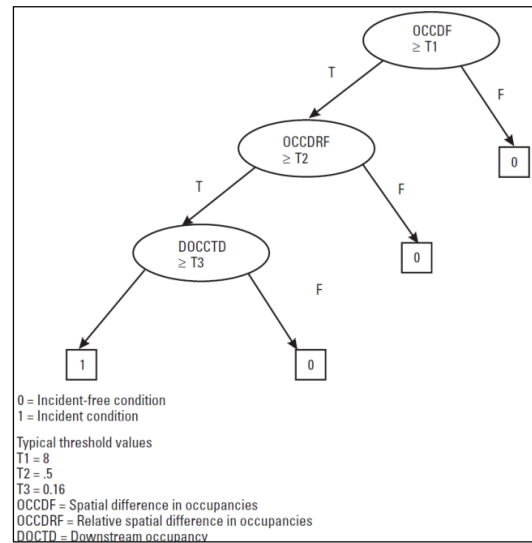 OCCDF
≥ T1
T
F
OCCDRF
≥ T2
0
T
F
DOCCTD
≥ T3
0
F
1
0
0 = Incident-free condition
1 = Incident condition
Typical threshold values
T1 = 8
T2 = .5
T3 = 0.16
OCCDF = Spatial difference in occupancies
OCCDRF = Relative spatial difference in occupancies
DOCTD = Downstream occupancy